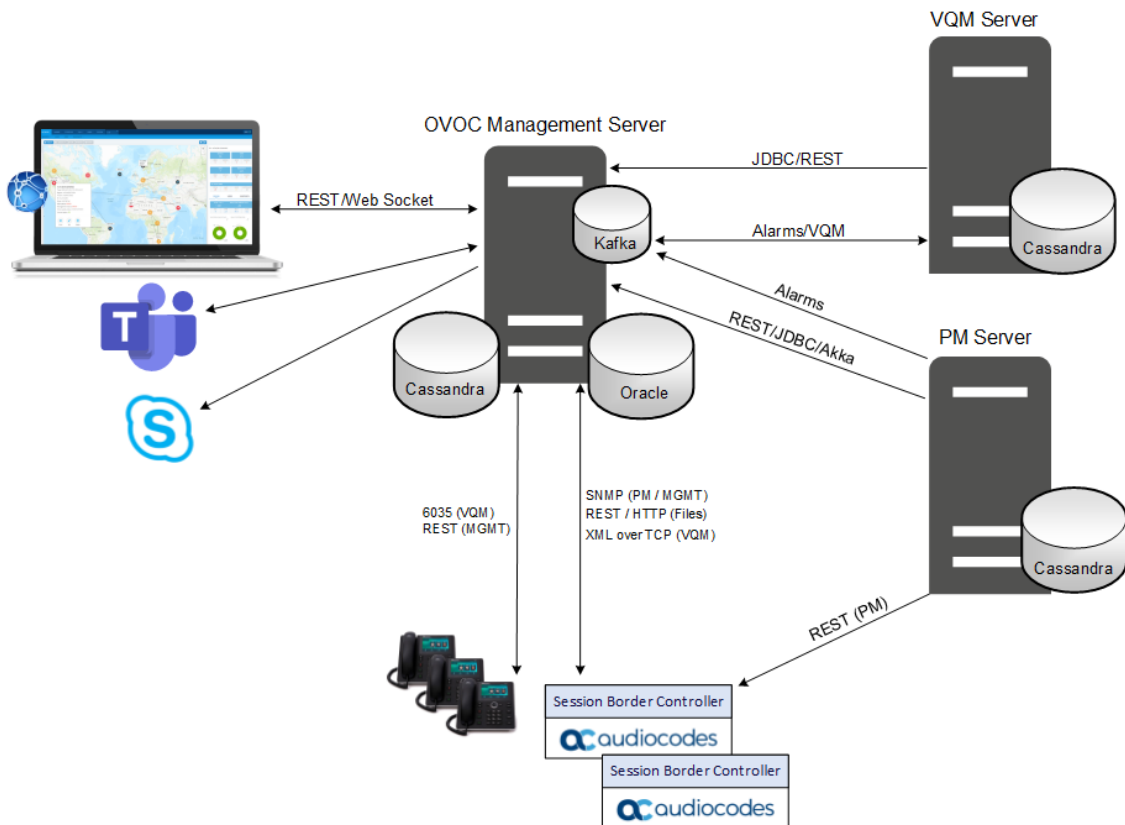 VQM Server
OVOC Management Server
JDBC/REST
REST/Web Socket
Kafka
Alarms/VQM
Cassandra
Alarms
REST/JDBC/Akka
PM Server
T
Cassandra
Oracle
S
SNMP (PM / MGMT)
6035 (VQM)
REST / HTTP (Files)
REST (MGMT)
XML over TCP (VQM)
Cassandra
REST (PM)
Session Border Controller
audiocodes
Session Border Controller
audiocodes